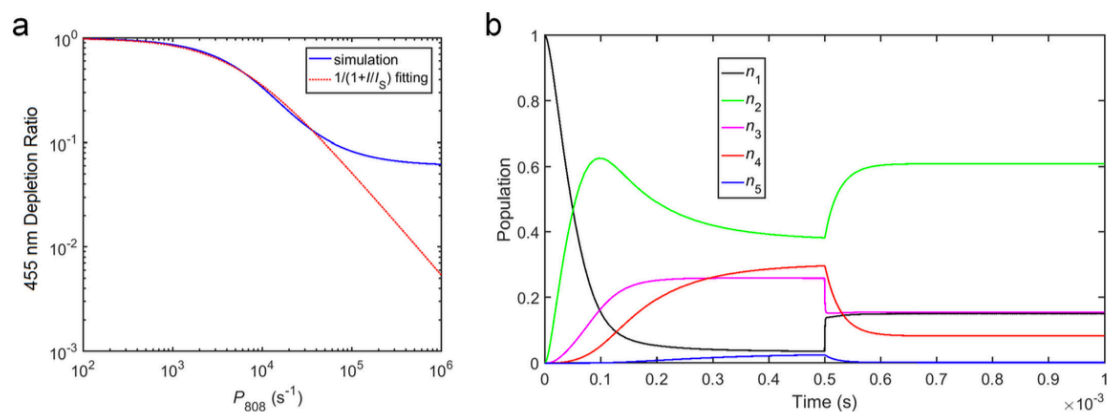 a
10^0
10^-1
10^-2
10^-3
455 nm Depletion Ratio
simulation
1/(1+I/I_S) fitting
10^2
10^3
10^4
10^5
10^6
P_808 (s^-1)
b
1
0.8
0.6
0.4
0.2
0
Population
n_1
n_2
n_3
n_4
n_5
0
0.1
0.2
0.3
0.4
0.5
0.6
0.7
0.8
0.9
1
Time (s)
×10^-3